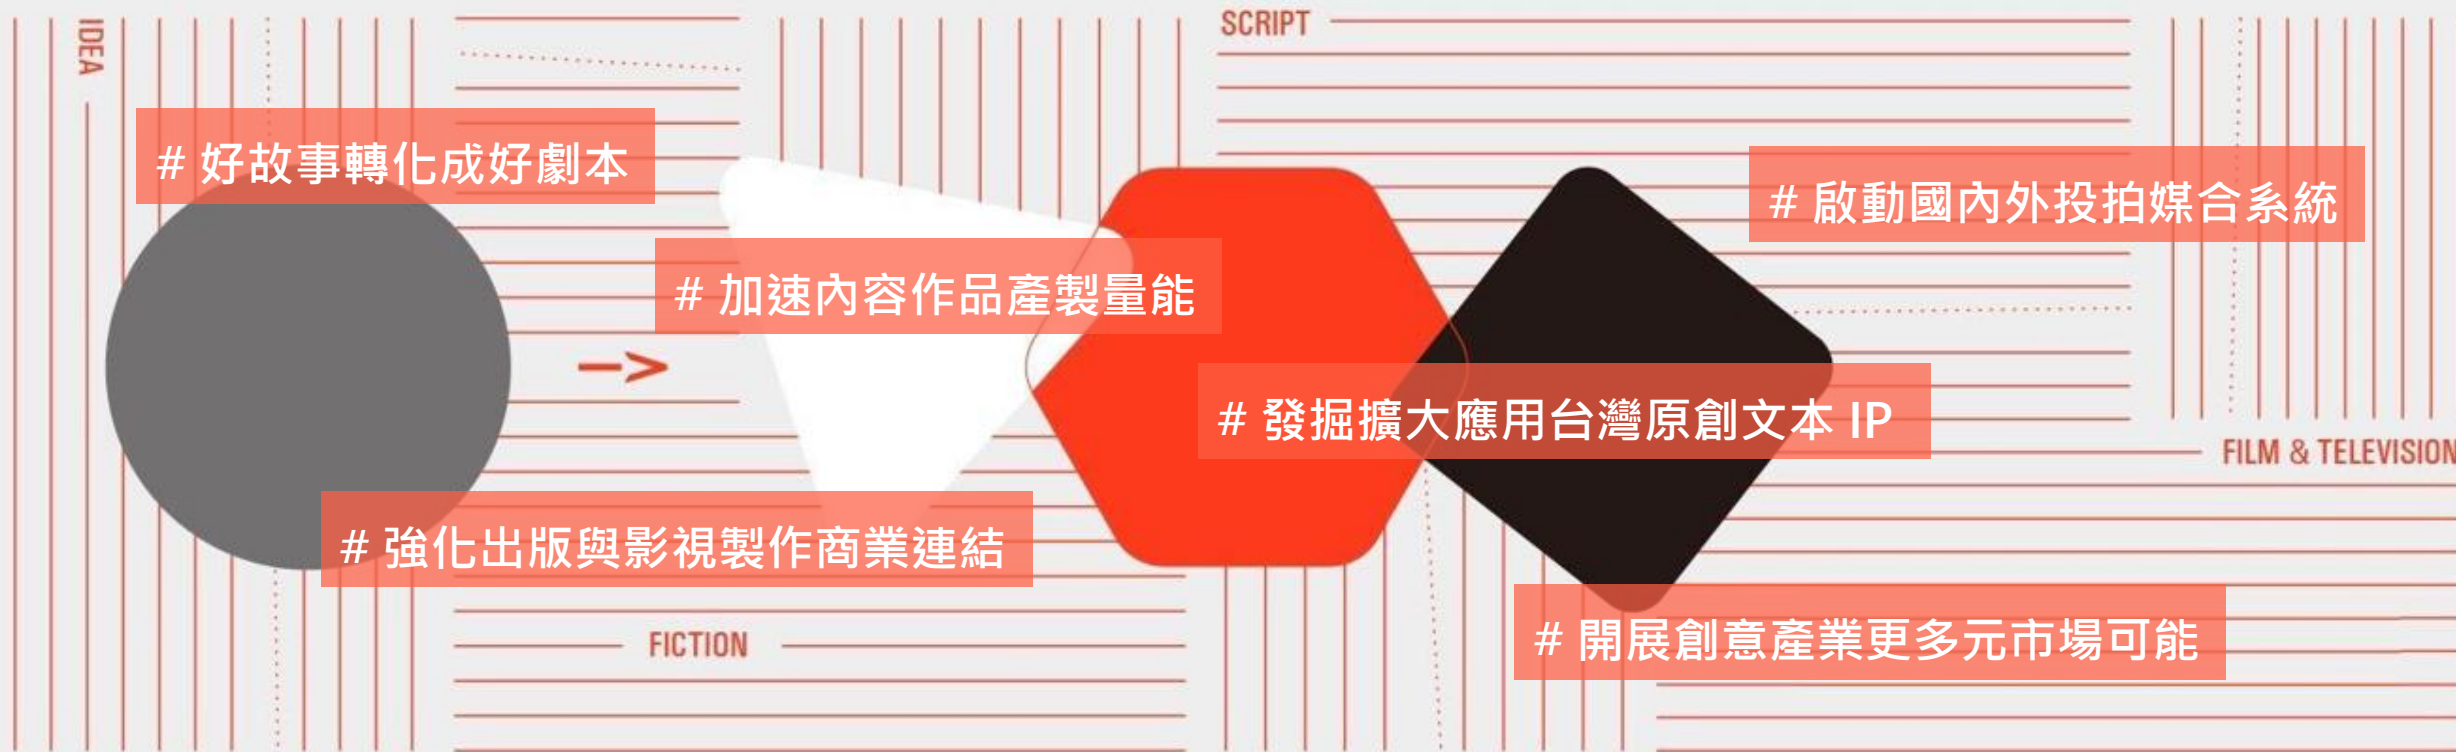 IDEA
SCRIPT
# 好故事轉化成好劇本
# 啟動國內外投拍媒合系統
# 加速內容作品產製量能
->
# 發掘擴大應用台灣原創文本 IP
FILM & TELEVISION
# 強化出版與影視製作商業連結
FICTION
# 開展創意產業更多元市場可能